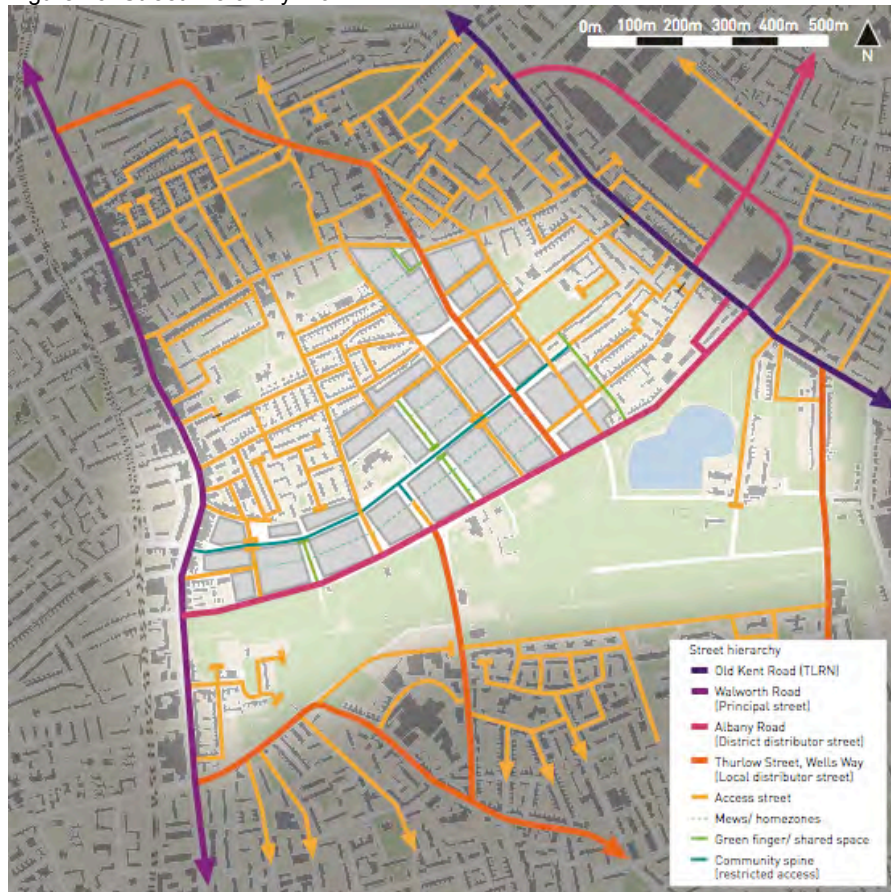 0m 100m 200m 300m 400m 500m
N
Street hierarchy
Old Kent Road (TLRN)
Walworth Road
(Principal street)
Albany Road
(District distributor street)
Thurlow Street, Wells Way
(Local distributor street)
Access street
Mews/ homezones
Green finger/ shared space
Community spine
(restricted access)